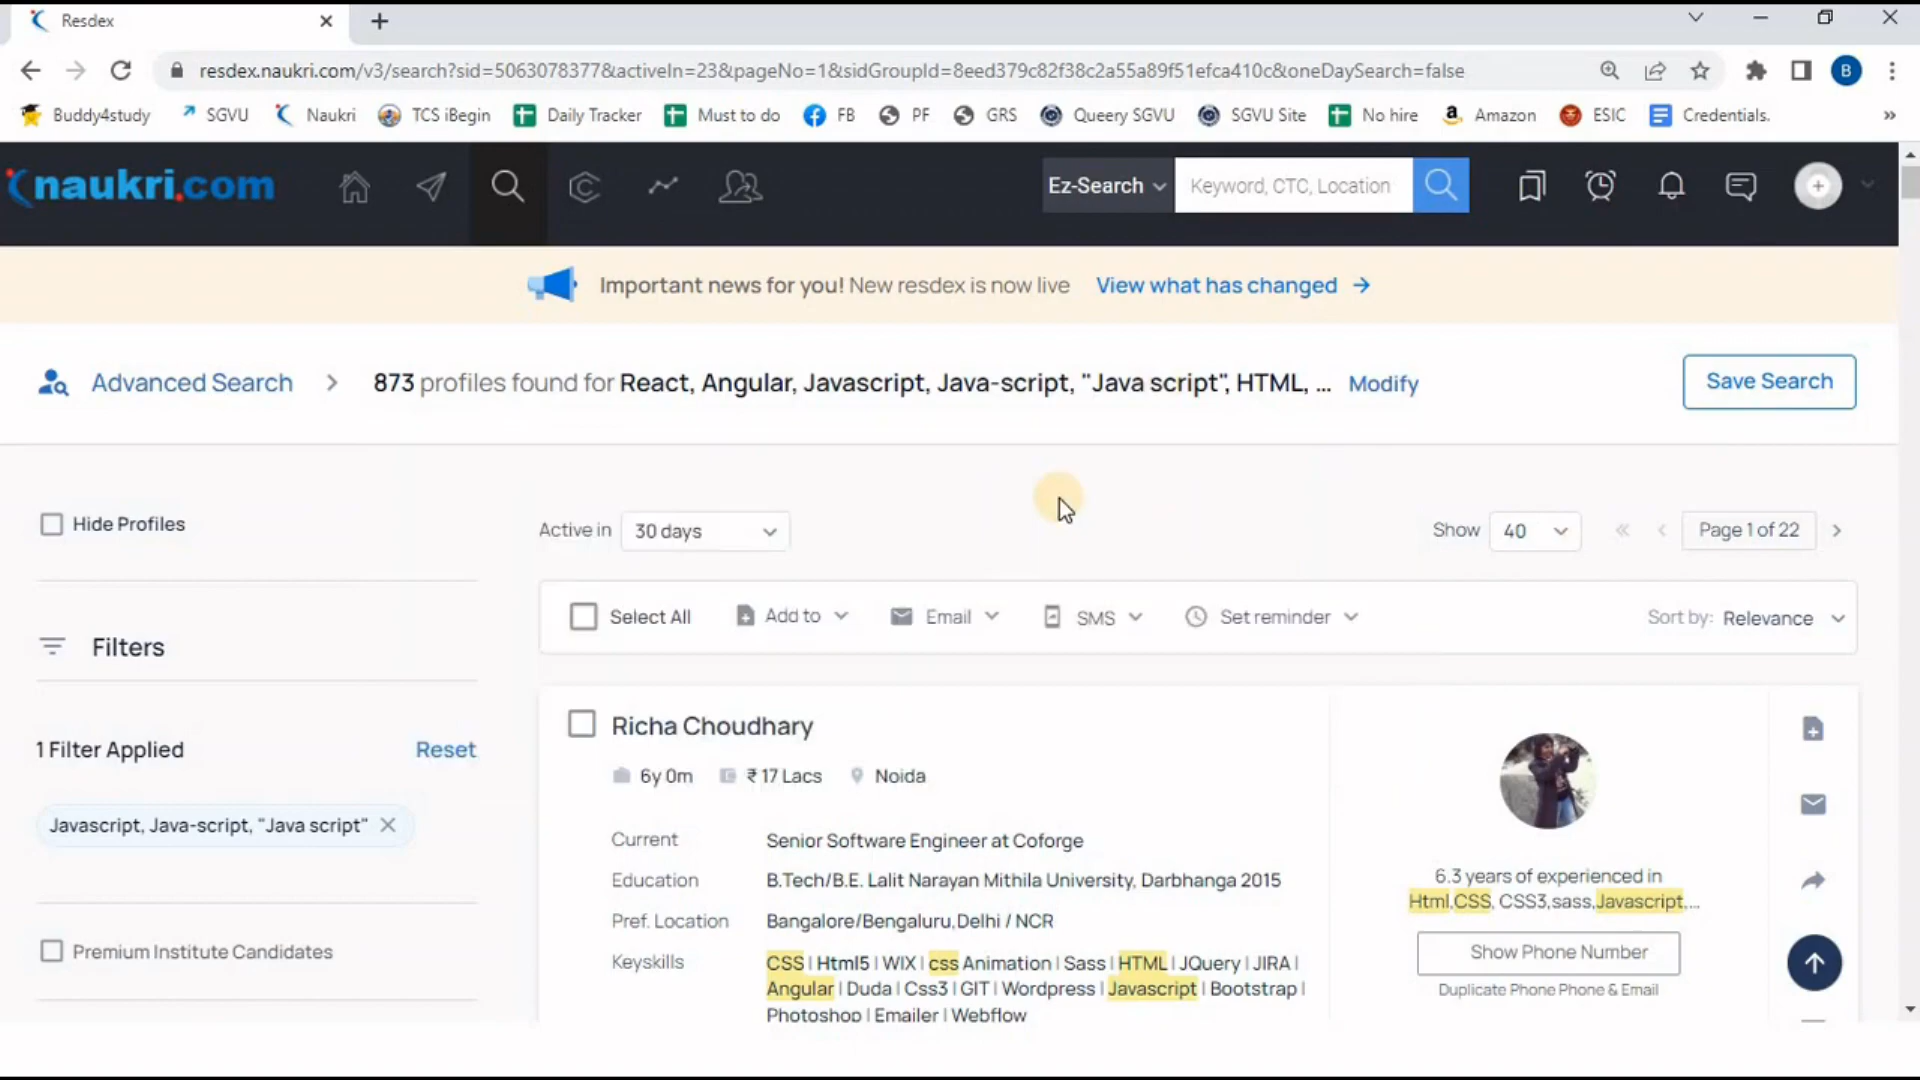 Resdex
resdex.naukri.com/v3/search?sid=5063078377&activeIn=23&pageNo=1&sidGroupId=8eed379c82f38c2a55a89f51efca410c&oneDaySearch=false
B
Buddy4study SGVU Naukri TCS iBegin Daily Tracker Must to do FB PF GRS Queery SGVU SGVU Site No hire Amazon ESIC Credentials. »
naukri.com Ez-Search Keyword, CTC, Location
Important news for you! New resdex is now live View what has changed →
Advanced Search > 873 profiles found for React, Angular, Javascript, Java-script, "Java script", HTML, ... Modify Save Search
Hide Profiles
Active in 30 days Show 40 Page 1 of 22
Select All Add to Email SMS Set reminder Sort by: Relevance
Filters
1 Filter Applied Reset
Javascript, Java-script, "Java script"
Premium Institute Candidates
Richa Choudhary
6y 0m ₹ 17 Lacs Noida
Current Senior Software Engineer at Coforge
Education B.Tech/B.E. Lalit Narayan Mithila University, Darbhanga 2015
Pref. Location Bangalore/Bengaluru,Delhi / NCR
Keyskills CSS | Html5 | WIX | css Animation | Sass | HTML | JQuery | JIRA |
Angular | Duda | Css3 | GIT | Wordpress | Javascript | Bootstrap |
Photoshop | Emailer | Webflow
6.3 years of experienced in
Html,CSS, CSS3,sass,Javascript,...
Show Phone Number
Duplicate Phone Phone & Email